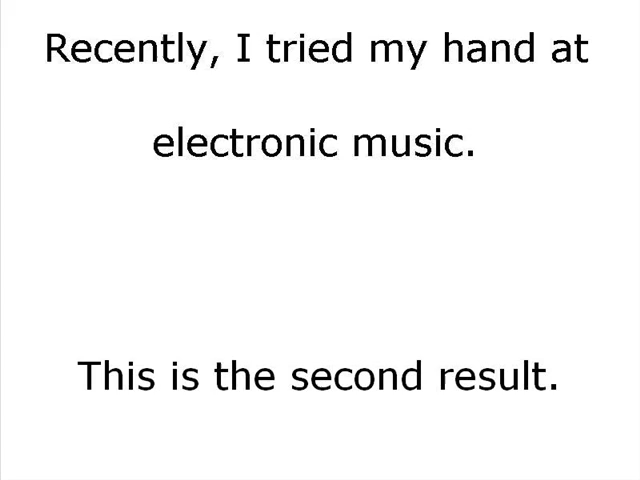 Recently, I tried my hand at
electronic music.
This is the second result.